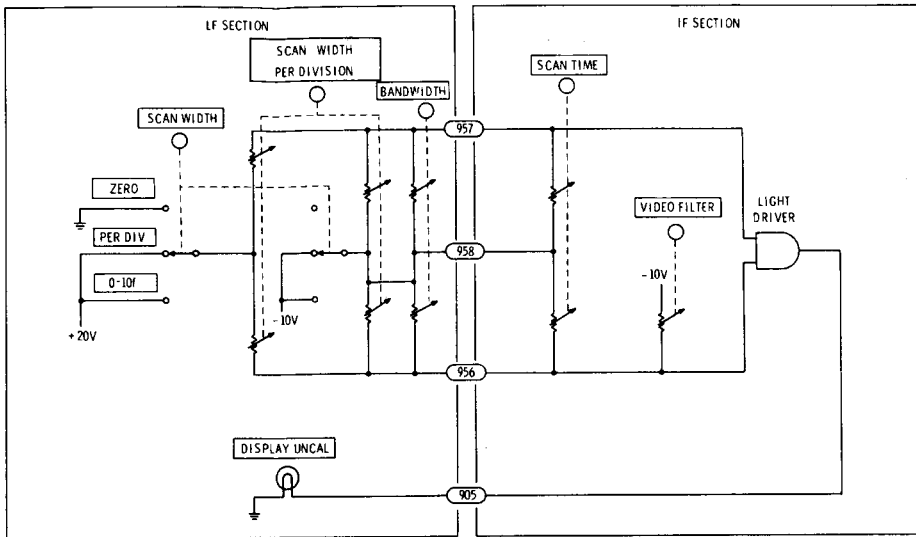 LF SECTION
IF SECTION
SCAN WIDTH
PER DIVISION
SCAN TIME
BANDWIDTH
SCAN WIDTH
957
ZERO
VIDEO FILTER
LIGHT
DRIVER
PER DIV
958
0-10f
-10V
+20V
-10V
956
DISPLAY UNCAL
905